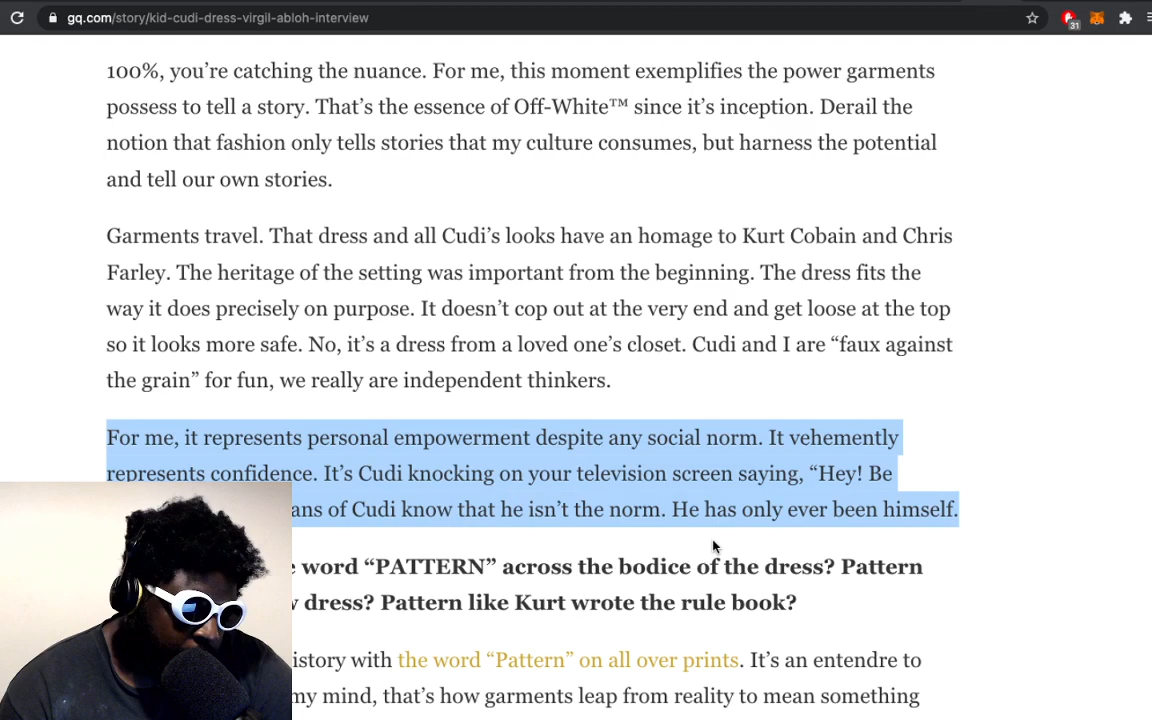 gq.com/story/kid-cudi-dress-virgil-abloh-interview
31
100%, you’re catching the nuance. For me, this moment exemplifies the power garments
possess to tell a story. That’s the essence of Off-White™ since it’s inception. Derail the
notion that fashion only tells stories that my culture consumes, but harness the potential
and tell our own stories.
Garments travel. That dress and all Cudi’s looks have an homage to Kurt Cobain and Chris
Farley. The heritage of the setting was important from the beginning. The dress fits the
way it does precisely on purpose. It doesn’t cop out at the very end and get loose at the top
so it looks more safe. No, it’s a dress from a loved one’s closet. Cudi and I are “faux against
the grain” for fun, we really are independent thinkers.
For me, it represents personal empowerment despite any social norm. It vehemently
represents confidence. It’s Cudi knocking on your television screen saying, “Hey! Be
of Cudi know that he isn’t the norm. He has only ever been himself.
word “PATTERN” across the bodice of the dress? Pattern
dress? Pattern like Kurt wrote the rule book?
with the word “Pattern” on all over prints. It’s an entendre to
my mind, that’s how garments leap from reality to mean something